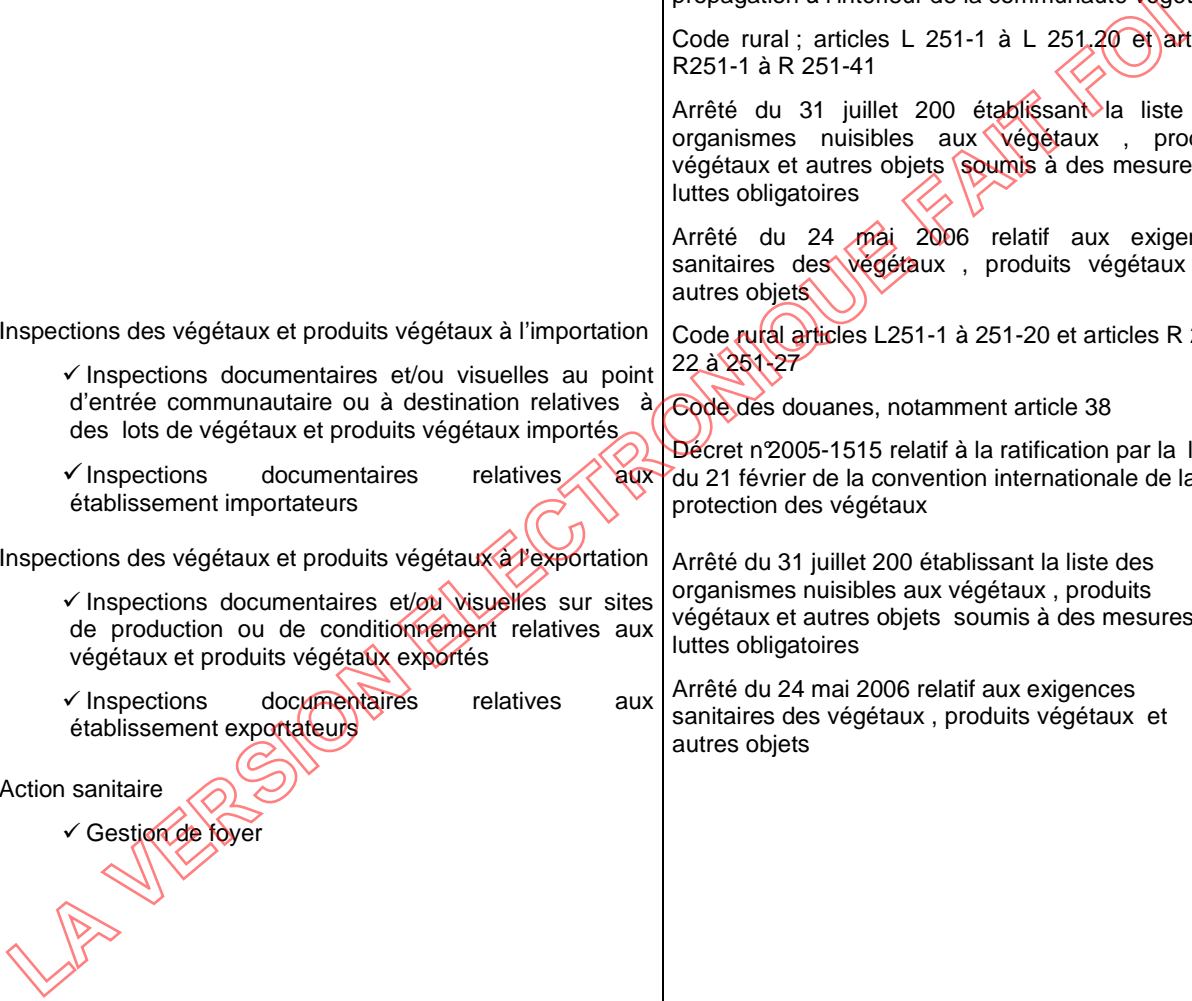 propagation à l'intérieur de la communauté
Code rural ; articles L 251-1 à L 251.20 et
R251-1 à R 251-41
Arrêté du 31 juillet 200 établissant la liste
organismes nuisibles aux végétaux ,
végétaux et autres objets soumis à des
luttes obligatoires
Arrêté du 24 mai 2006 relatif aux
sanitaires des végétaux , produits végétaux
autres objets
Inspections des végétaux et produits végétaux à l'importation
✓ Inspections documentaires et/ou visuelles au point
d'entrée communautaire ou à destination relatives à
des lots de végétaux et produits végétaux importés
✓ Inspections documentaires relatives aux
établissement importateurs
Code rural articles L251-1 à 251-20 et articles R
22 à 251-27
Code des douanes, notamment article 38
Décret n°2005-1515 relatif à la ratification par la
du 21 février de la convention internationale de la
protection des végétaux
Inspections des végétaux et produits végétaux à l'exportation
✓ Inspections documentaires et/ou visuelles sur sites
de production ou de conditionnement relatives aux
végétaux et produits végétaux exportés
✓ Inspections documentaires relatives aux
établissement exportateurs
Arrêté du 31 juillet 200 établissant la liste des
organismes nuisibles aux végétaux , produits
végétaux et autres objets soumis à des mesures
luttes obligatoires
Arrêté du 24 mai 2006 relatif aux exigences
sanitaires des végétaux , produits végétaux et
autres objets
Action sanitaire
✓ Gestion de foyer
LA VERSION ELECTRONIQUE FAIT FOI